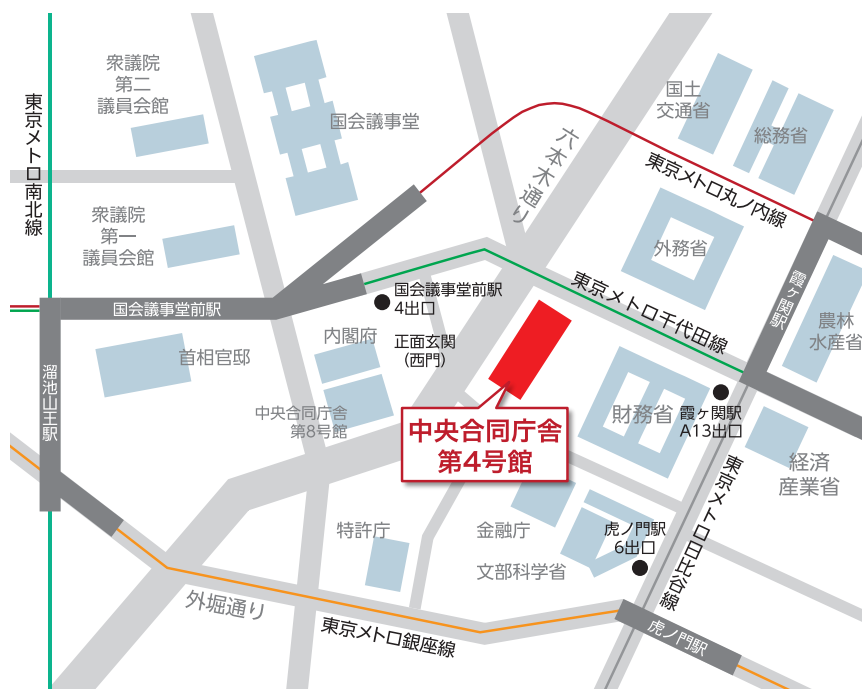 衆議院
第二
議員会館
国会議事堂
東京メトロ南北線
六本木通り
国土
交通省
総務省
東京メトロ丸ノ内線
衆議院
第一
議員会館
外務省
国会議事堂前駅
国会議事堂前駅
4出口
東京メトロ千代田線
霞ヶ関駅
農林
水産省
首相官邸
内閣府
正面玄関
(西門)
溜池山王駅
中央合同庁舎
第8号館
中央合同庁舎
第4号館
財務省
霞ヶ関駅
A13出口
経済
産業省
東京メトロ日比谷線
特許庁
金融庁
文部科学省
虎ノ門駅
6出口
外堀通り
東京メトロ銀座線
虎ノ門駅